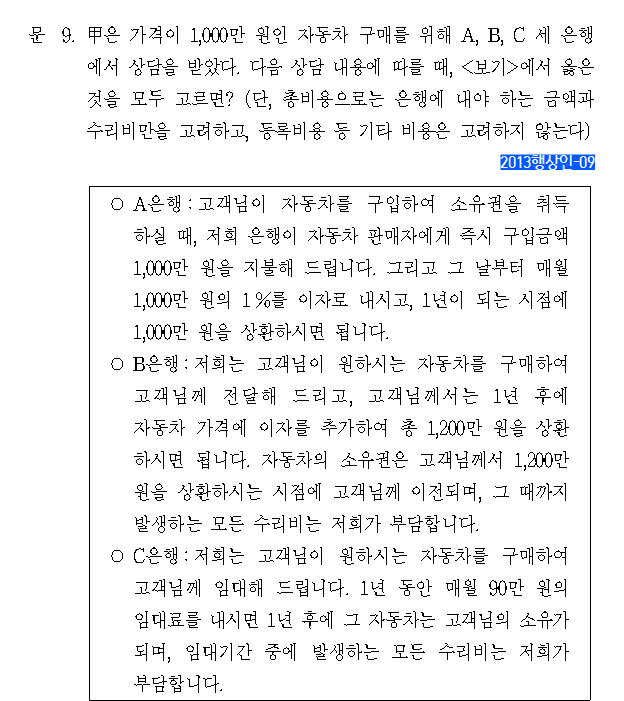 문 9. 甲은 가격이 1,000만 원인 자동차 구매를 위해 A, B, C 세 은행
에서 상담을 받았다. 다음 상담 내용에 따를 때, <보기>에서 옳은
것을 모두 고르면? (단, 총비용으로는 은행에 내야 하는 금액과
수리비만을 고려하고, 등록비용 등 기타 비용은 고려하지 않는다)
2013행상인-09
○ A은행 : 고객님이 자동차를 구입하여 소유권을 취득
하실 때, 저희 은행이 자동차 판매자에게 즉시 구입금액
1,000만 원을 지불해 드립니다. 그리고 그 날부터 매월
1,000만 원의 1%를 이자로 내시고, 1년이 되는 시점에
1,000만 원을 상환하시면 됩니다.
○ B은행 : 저희는 고객님이 원하시는 자동차를 구매하여
고객님께 전달해 드리고, 고객님께서는 1년 후에
자동차 가격에 이자를 추가하여 총 1,200만 원을 상환
하시면 됩니다. 자동차의 소유권은 고객님께서 1,200만
원을 상환하시는 시점에 고객님께 이전되며, 그 때까지
발생하는 모든 수리비는 저희가 부담합니다.
○ C은행 : 저희는 고객님이 원하시는 자동차를 구매하여
고객님께 임대해 드립니다. 1년 동안 매월 90만 원의
임대료를 내시면 1년 후에 그 자동차는 고객님의 소유가
되며, 임대기간 중에 발생하는 모든 수리비는 저희가
부담합니다.